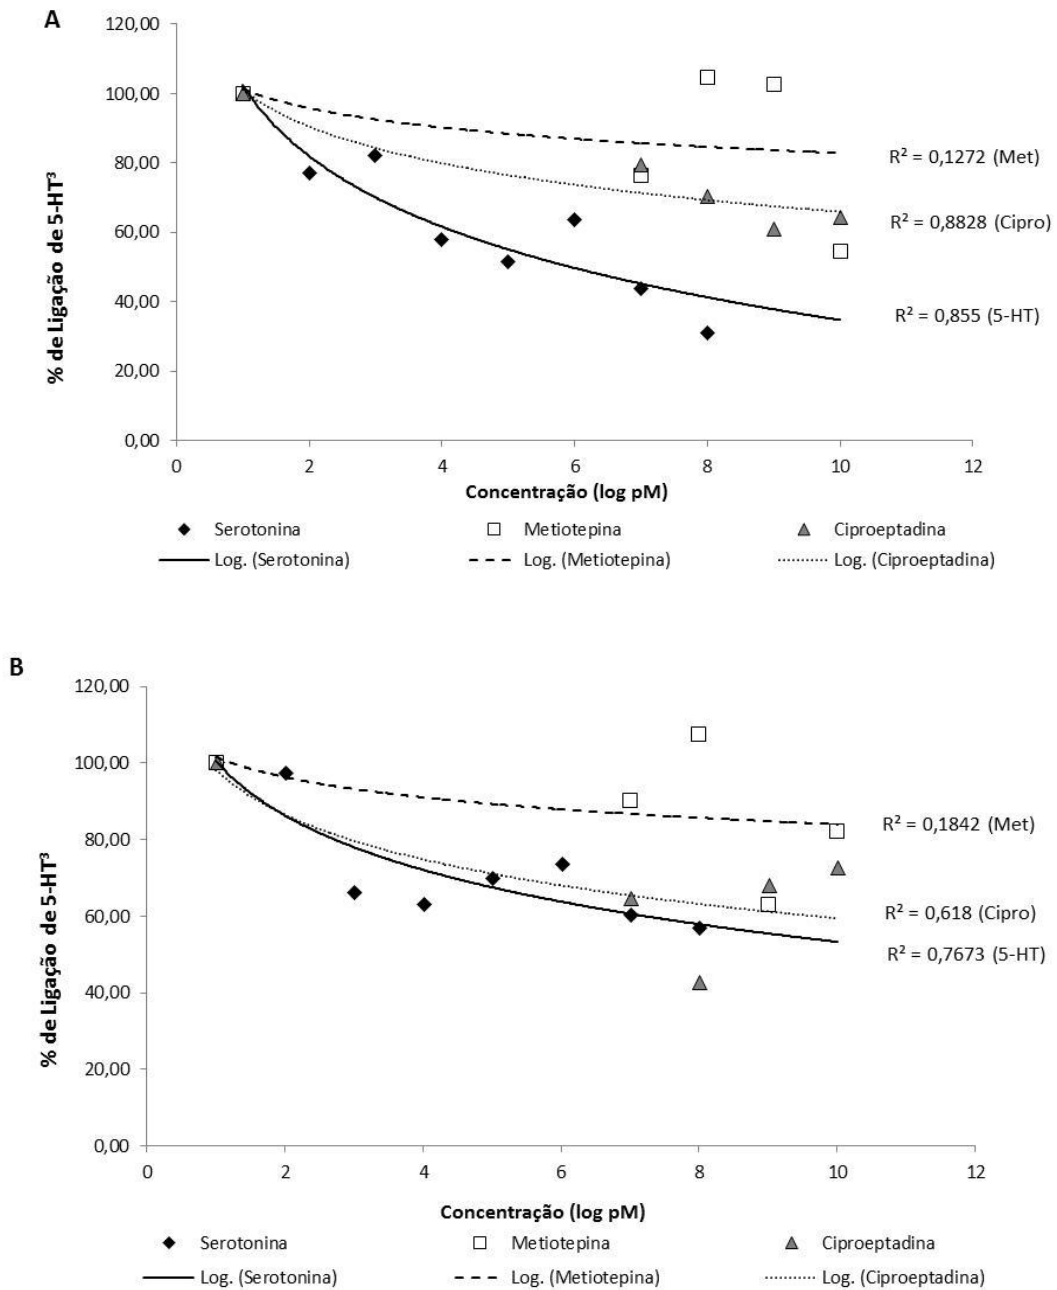 A
120,00
100,00
80,00
60,00
40,00
20,00
0,00
% de Ligação de 5-HT³
R² = 0,1272 (Met)
R² = 0,8828 (Cipro)
R² = 0,855 (5-HT)
0 2 4 6 8 10 12
Concentração (log pM)
Serotonina Metiotepina Ciproeptadina
Log. (Serotonina) Log. (Metiotepina) Log. (Ciproeptadina)
B
120,00
100,00
80,00
60,00
40,00
20,00
0,00
% de Ligação de 5-HT³
R² = 0,1842 (Met)
R² = 0,618 (Cipro)
R² = 0,7673 (5-HT)
0 2 4 6 8 10 12
Concentração (log pM)
Serotonina Metiotepina Ciproeptadina
Log. (Serotonina) Log. (Metiotepina) Log. (Ciproeptadina)